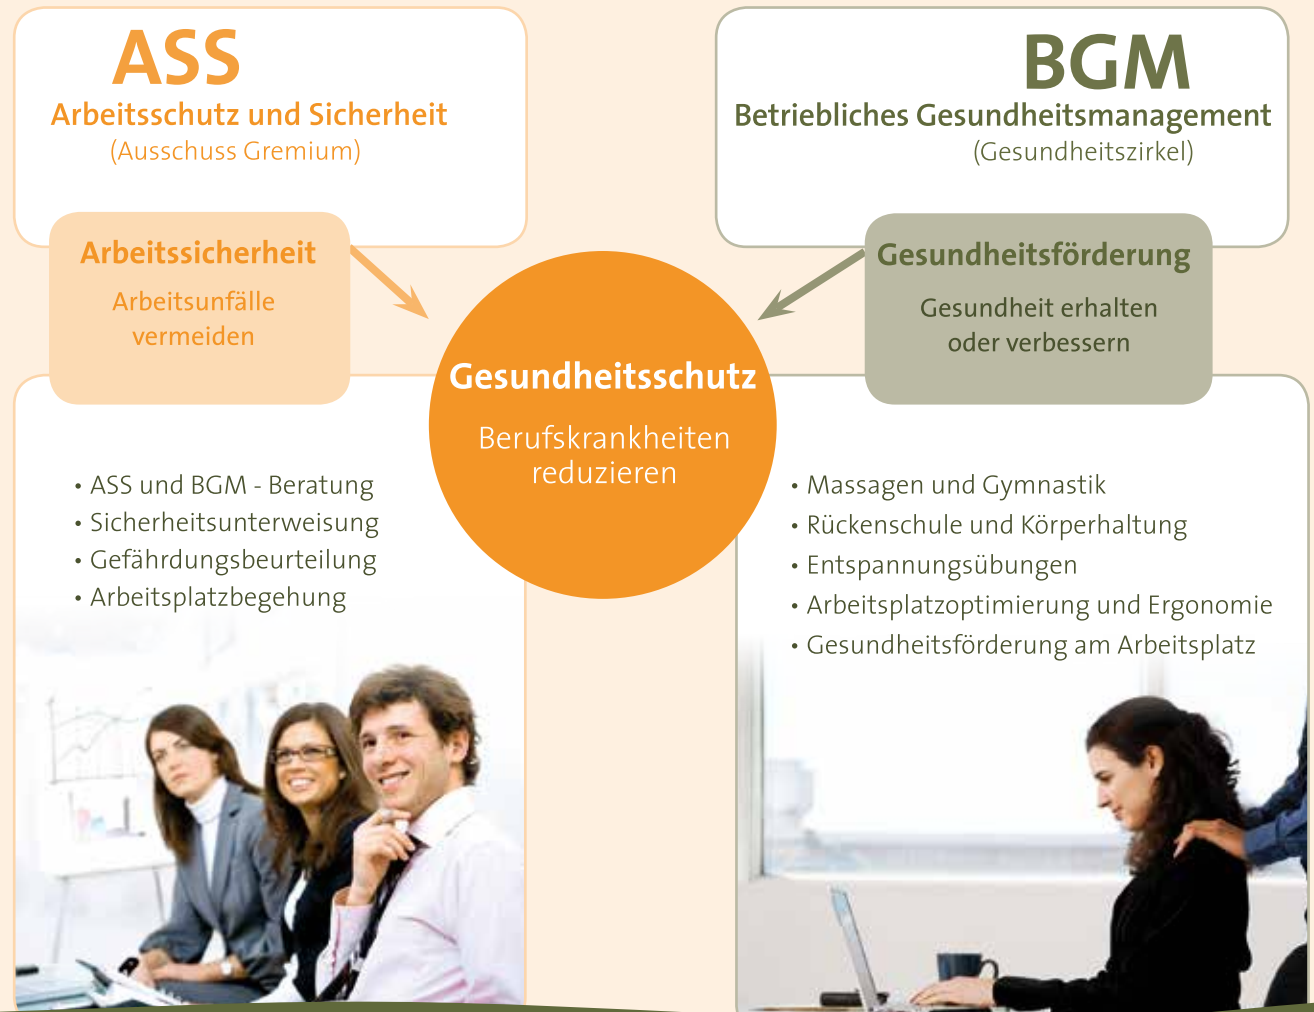 ASS
Arbeitsschutz und Sicherheit
(Ausschuss Gremium)
Arbeitssicherheit
Arbeitsunfälle
vermeiden
BGM
Betriebliches Gesundheitsmanagement
(Gesundheitszirkel)
Gesundheitsförderung
Gesundheit erhalten
oder verbessern
Gesundheitsschutz
Berufskrankheiten
reduzieren
• ASS und BGM - Beratung
• Sicherheitsunterweisung
• Gefährdungsbeurteilung
• Arbeitsplatzbegehung
• Massagen und Gymnastik
• Rückenschule und Körperhaltung
• Entspannungsübungen
• Arbeitsplatzoptimierung und Ergonomie
• Gesundheitsförderung am Arbeitsplatz